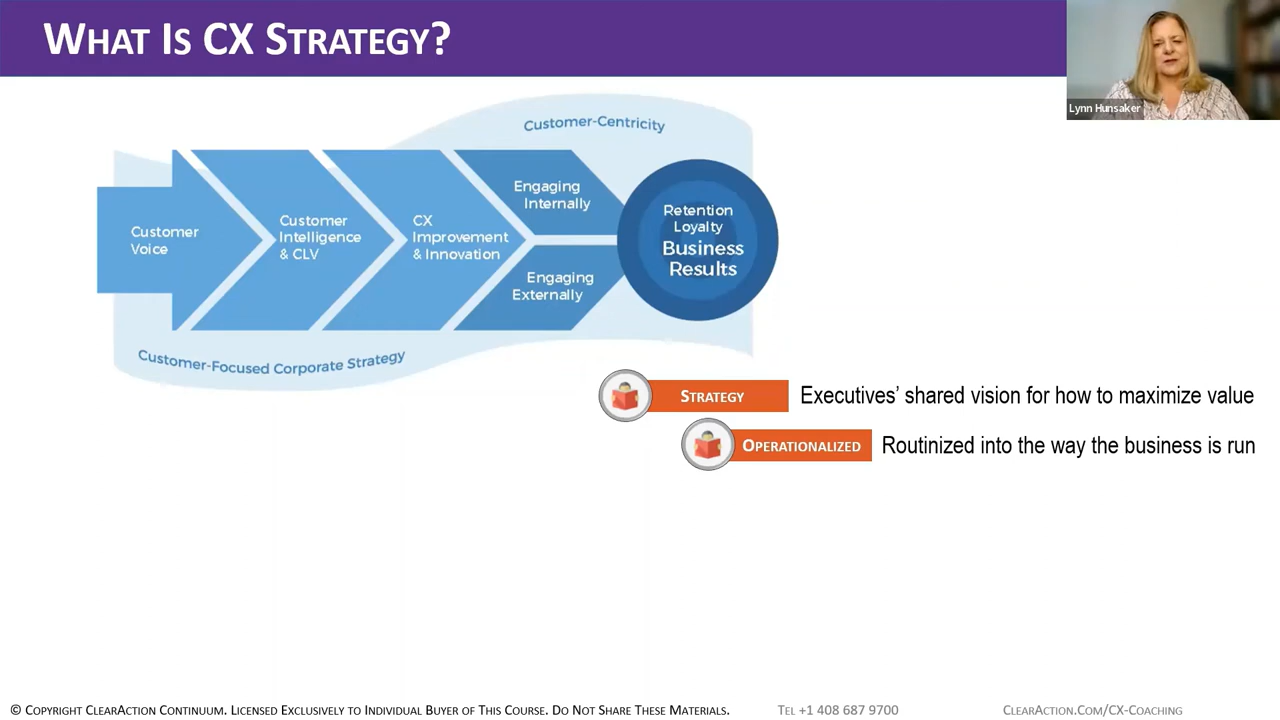 What Is CX Strategy?
Lynn Hunsaker
Customer-Centricity
Customer
Voice
Customer
Intelligence
& CLV
CX
Improvement
& Innovation
Engaging
Internally
Engaging
Externally
Retention
Loyalty
Business
Results
Customer-Focused Corporate Strategy
Strategy
Executives’ shared vision for how to maximize value
Operationalized
Routinized into the way the business is run
© Copyright ClearAction Continuum. Licensed Exclusively to Individual Buyer of This Course. Do Not Share These Materials.
Tel +1 408 687 9700
ClearAction.Com/CX-Coaching